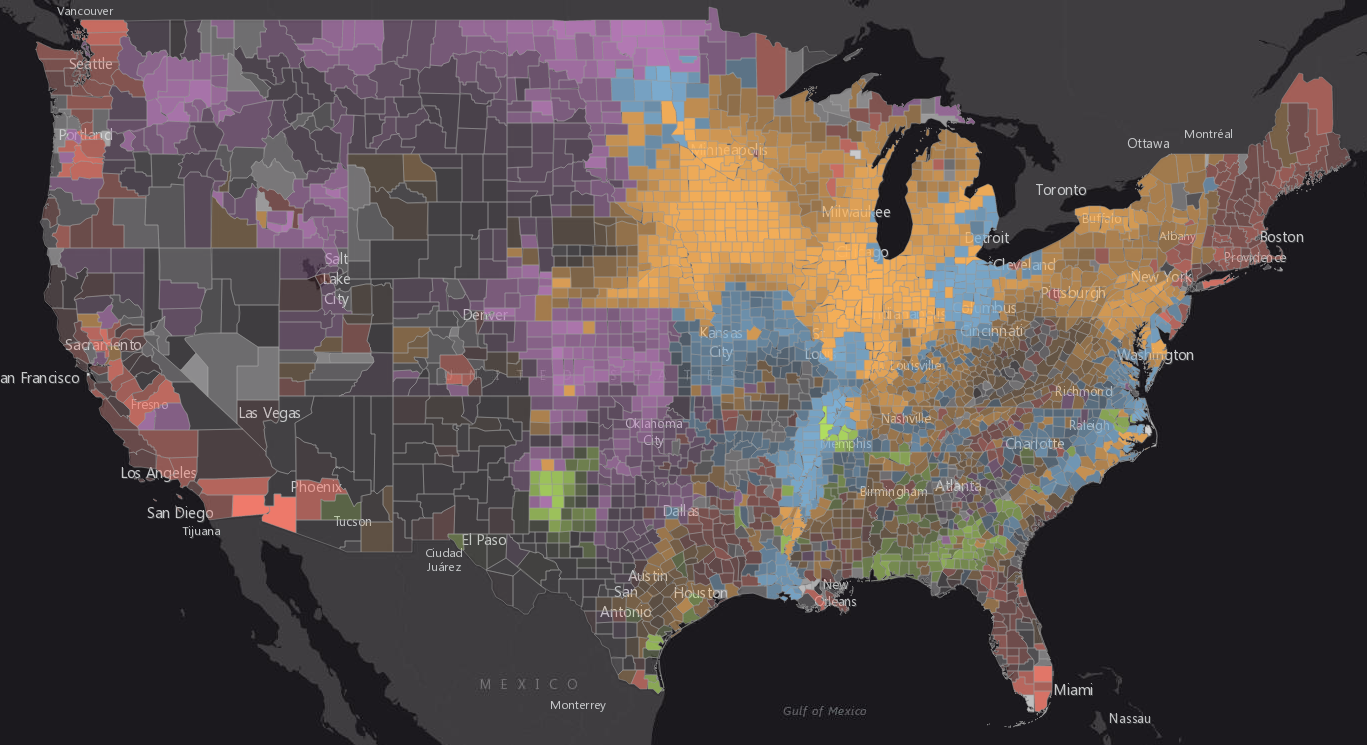 Vancouver
Seattle
Portland
Ottawa
Montréal
Toronto
Minneapolis
Milwaukee
Buffalo
Detroit
Albany
Boston
Providence
go
Cleveland
Salt
Lake
City
New York
Pittsburgh
Denver
Columbus
Kansas
City
Cincinnati
Sacramento
Washington
Louisville
an Francisco
Richmond
Fresno
Las Vegas
Nashville
Oklahoma
City
Raleigh
Charlotte
Memphis
Los Angeles
Phoenix
Birmingham
Atlanta
San Diego
Tucson
Dallas
Tijuana
El Paso
Ciudad
Juárez
Austin
San
Antonio
Houston
New
Orleans
MEXICO
Miami
Monterrey
Gulf of Mexico
Nassau